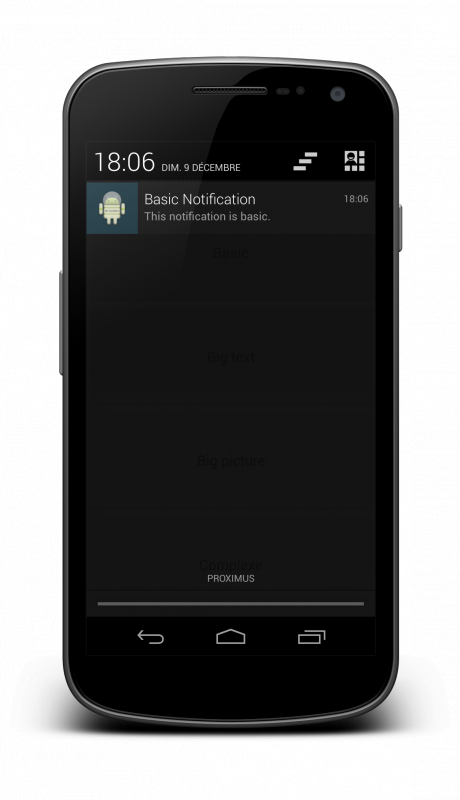 18:06 DIM. 9 DÉCEMBRE
Basic Notification 18:06
This notification is basic.
Basic
Big text
Big picture
Complexe
PROXIMUS